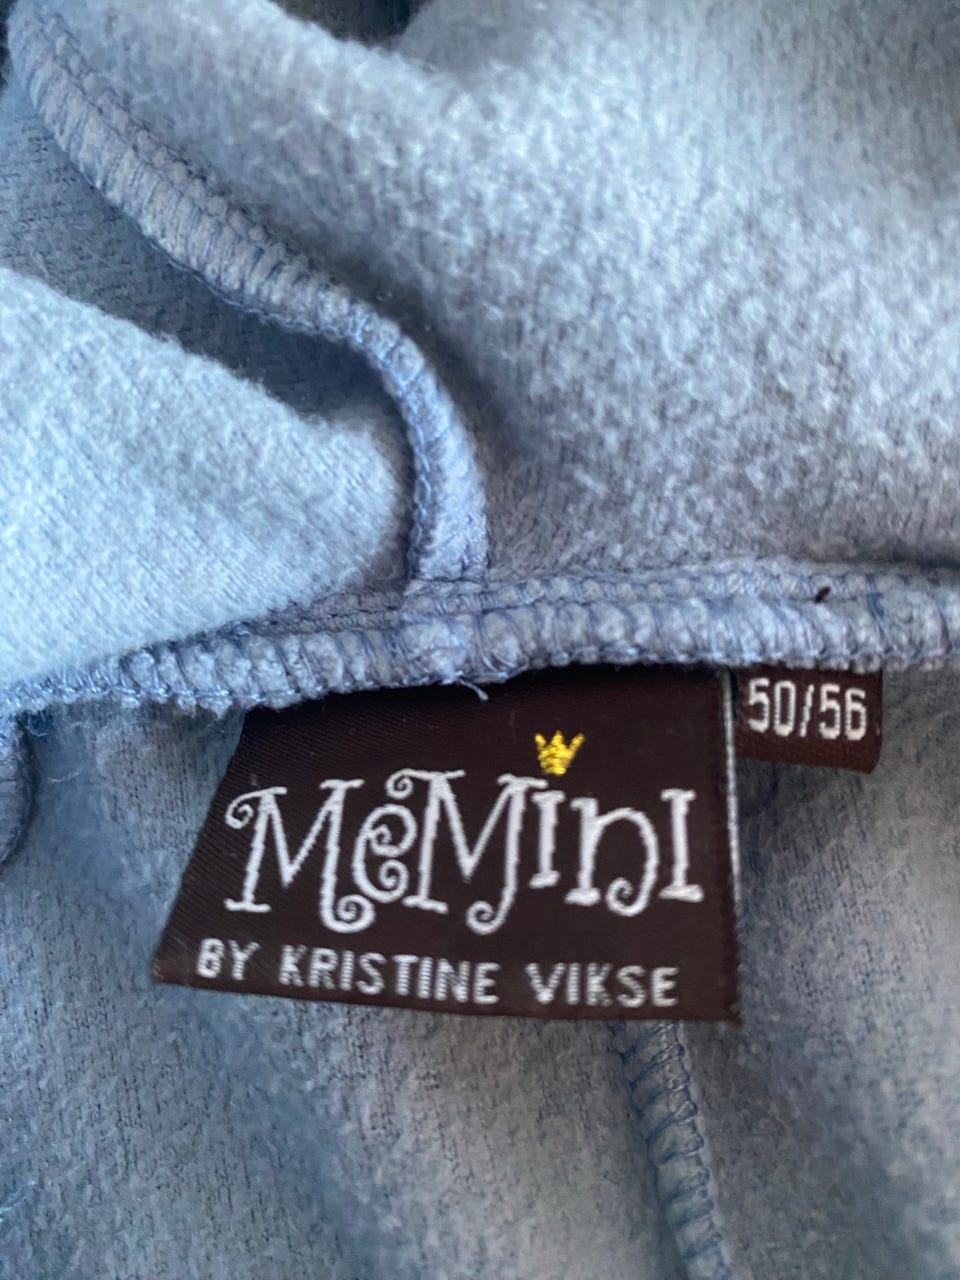 50/56
MeMini
BY KRISTINE VIKSE